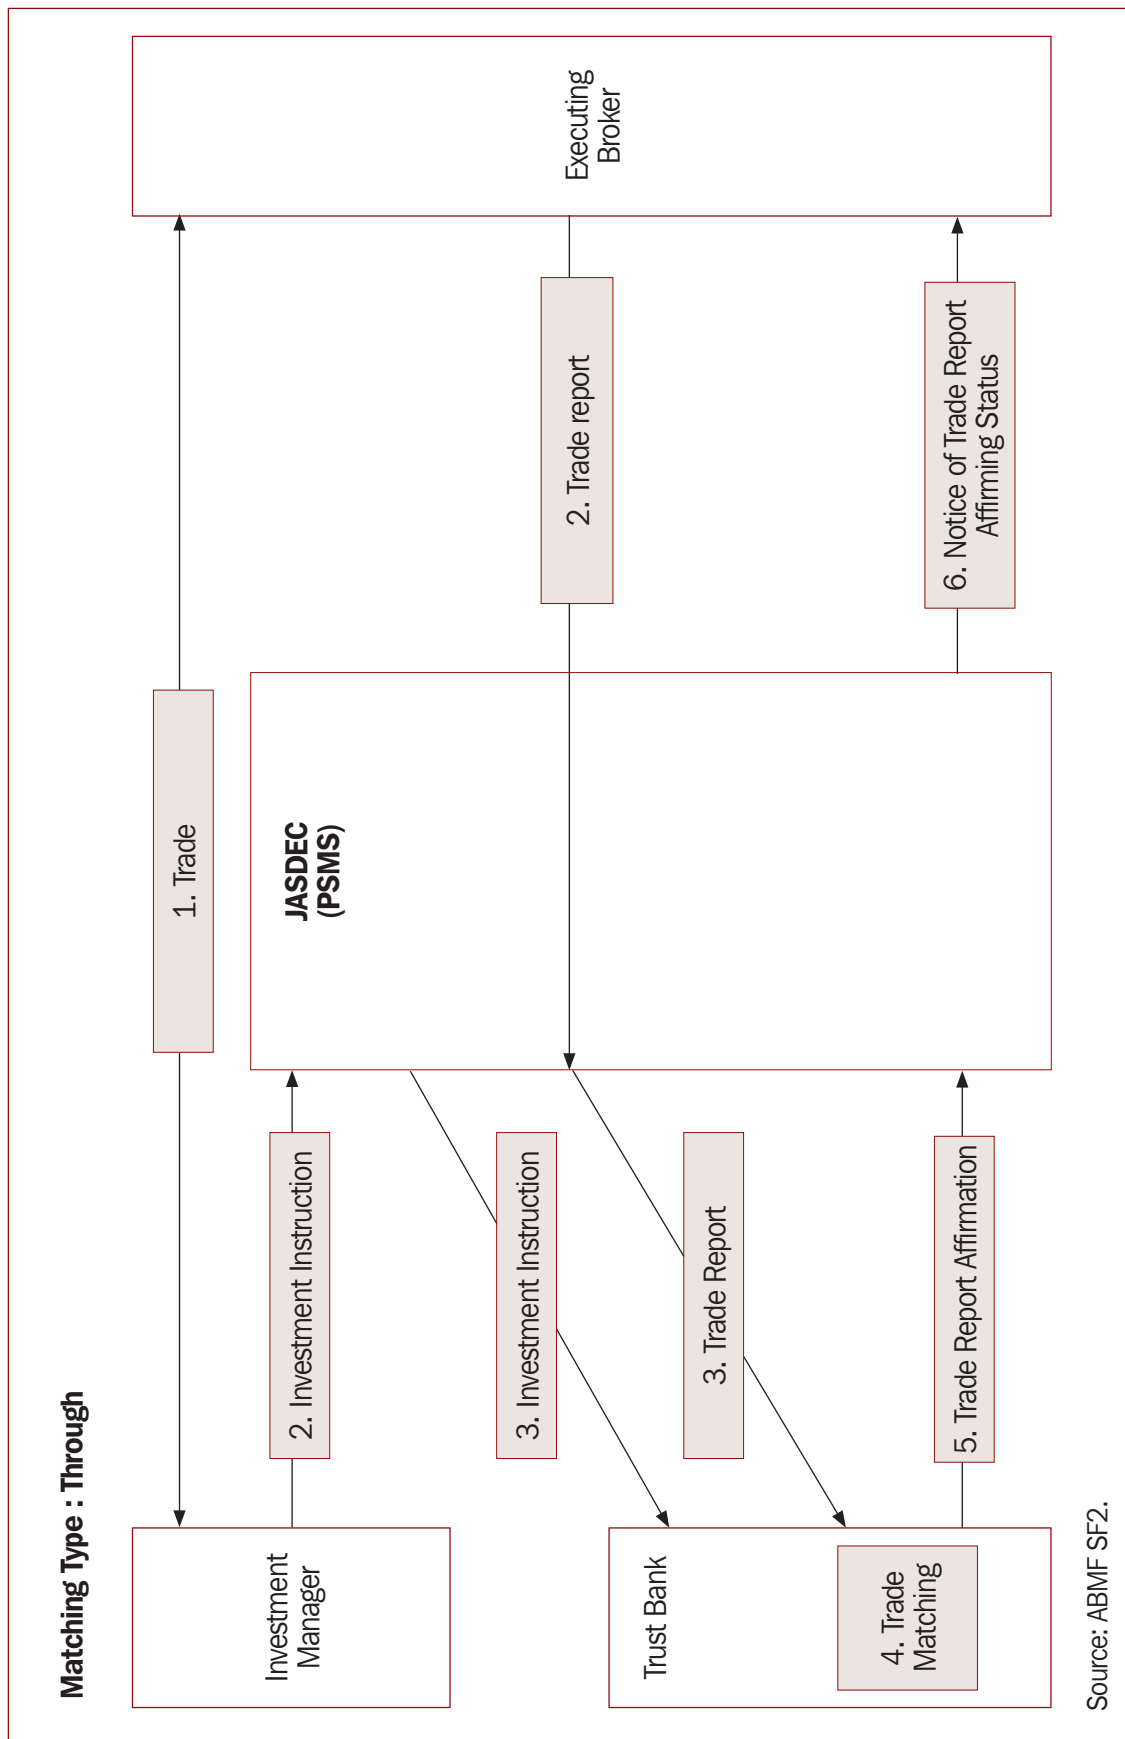 Matching Type : Through
Investment
Manager
1. Trade
Executing
Broker
2. Investment Instruction
JASDEC
(PSMS)
3. Investment Instruction
2. Trade report
3. Trade Report
Trust Bank
4. Trade
Matching
5. Trade Report Affirmation
6. Notice of Trade Report
Affirming Status
Source: ABMF SF2.